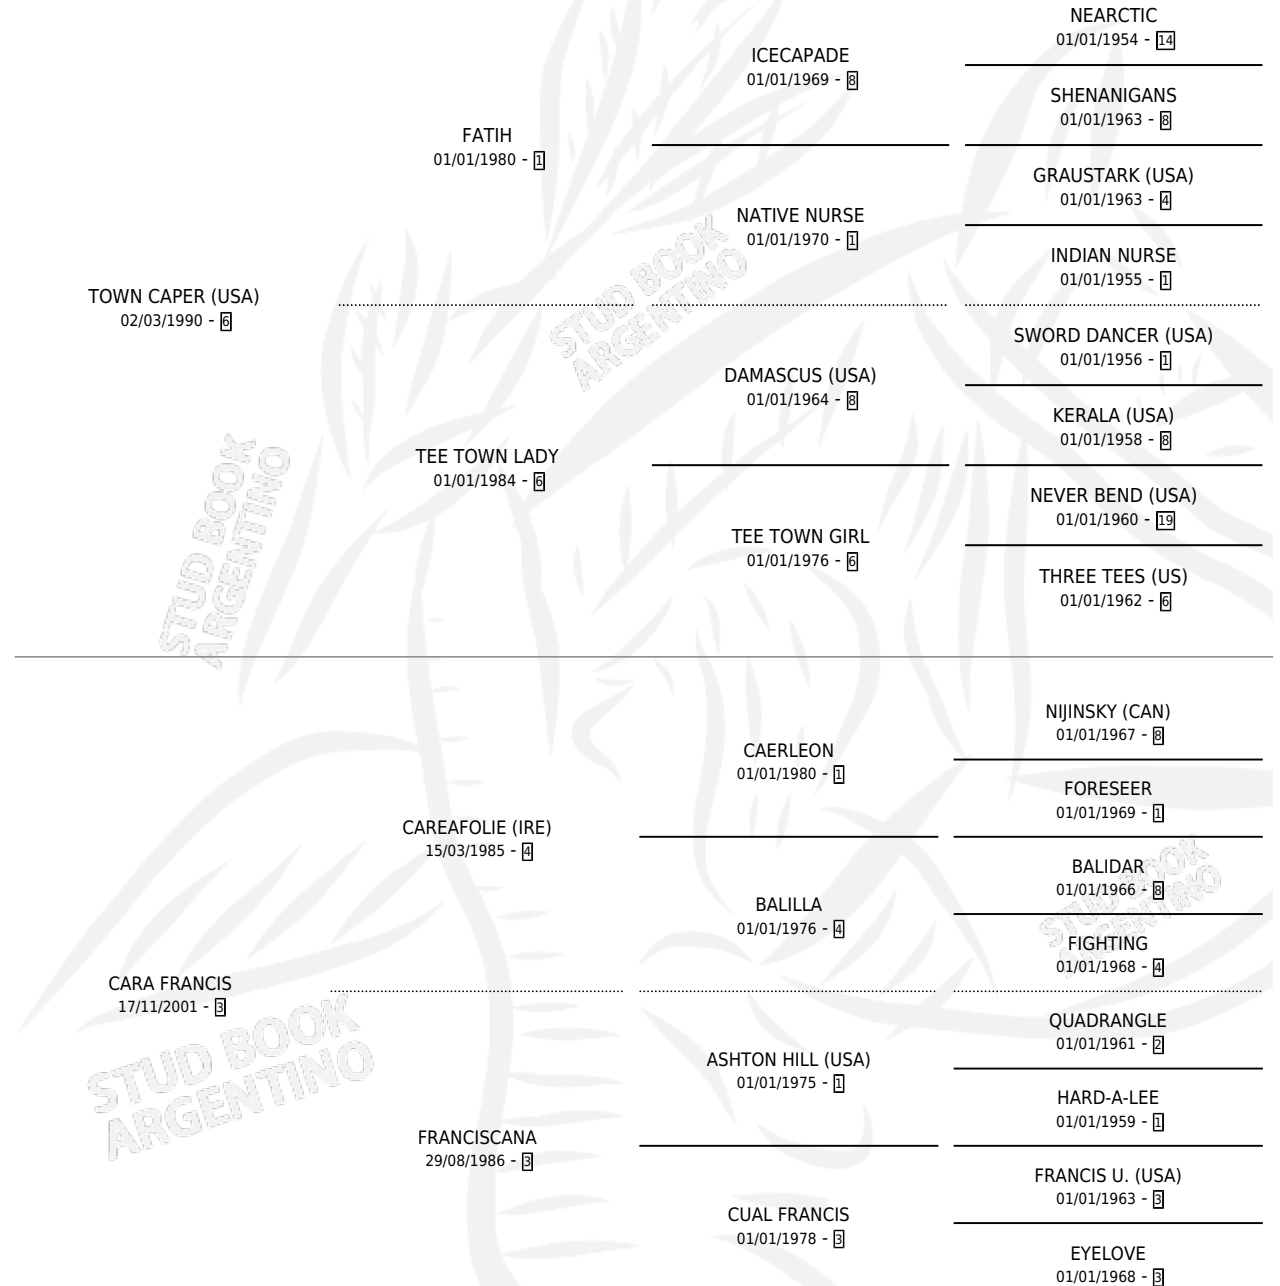 NEARCTIC
01/01/1954 - 14
ICECAPADE
01/01/1969 - 8
SHENANIGANS
01/01/1963 - 8
FATIH
01/01/1980 - 1
GRAUSTARK (USA)
01/01/1963 - 4
NATIVE NURSE
01/01/1970 - 1
INDIAN NURSE
01/01/1955 - 1
TOWN CAPER (USA)
02/03/1990 - 6
SWORD DANCER (USA)
01/01/1956 - 1
DAMASCUS (USA)
01/01/1964 - 8
KERALA (USA)
01/01/1958 - 8
TEE TOWN LADY
01/01/1984 - 6
NEVER BEND (USA)
01/01/1960 - 19
TEE TOWN GIRL
01/01/1976 - 6
THREE TEES (US)
01/01/1962 - 6
STUD BOOK
ARGENTINO
STUD BOOK
ARGENTINO
NIJINSKY (CAN)
01/01/1967 - 8
CAERLEON
01/01/1980 - 1
FORESEER
01/01/1969 - 1
CAREAFOLIE (IRE)
15/03/1985 - 4
BALIDAR
01/01/1966 - 8
BALILLA
01/01/1976 - 4
FIGHTING
01/01/1968 - 4
CARA FRANCIS
17/11/2001 - 3
QUADRANGLE
01/01/1961 - 2
ASHTON HILL (USA)
01/01/1975 - 1
HARD-A-LEE
01/01/1959 - 1
FRANCISCANA
29/08/1986 - 3
FRANCIS U. (USA)
01/01/1963 - 3
CUAL FRANCIS
01/01/1978 - 3
EYELOVE
01/01/1968 - 3
STUD BOOK
ARGENTINO
STUD BOOK
ARGENTINO